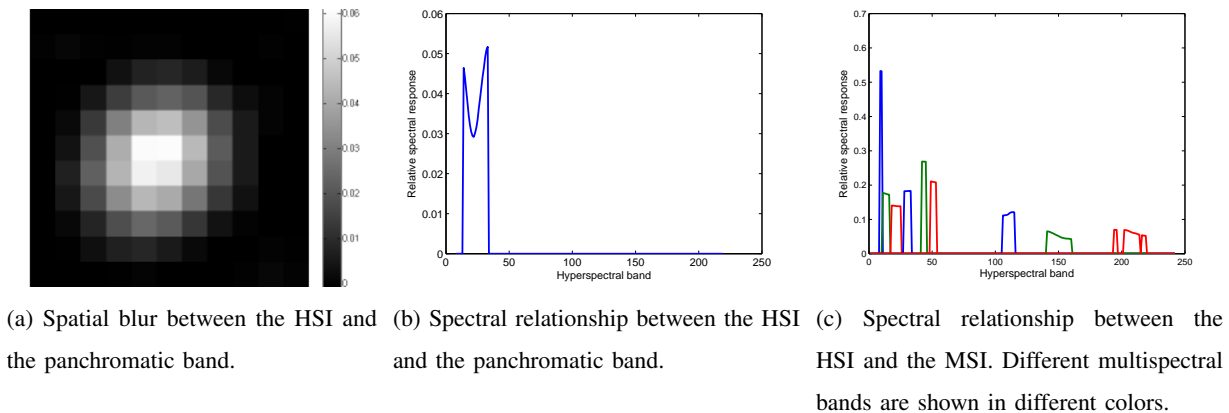 0.06
0.05
0.04
0.03
0.02
0.01
0
0.06
0.05
0.04
0.03
0.02
0.01
0
0 50 100 150 200 250
Hyperspectral band
Relative spectral response
0.7
0.6
0.5
0.4
0.3
0.2
0.1
0
0 50 100 150 200 250
Hyperspectral band
Relative spectral response
(a) Spatial blur between the HSI and
the panchromatic band.
(b) Spectral relationship between the HSI
and the panchromatic band.
(c) Spectral relationship between the
HSI and the MSI. Different multispectral
bands are shown in different colors.